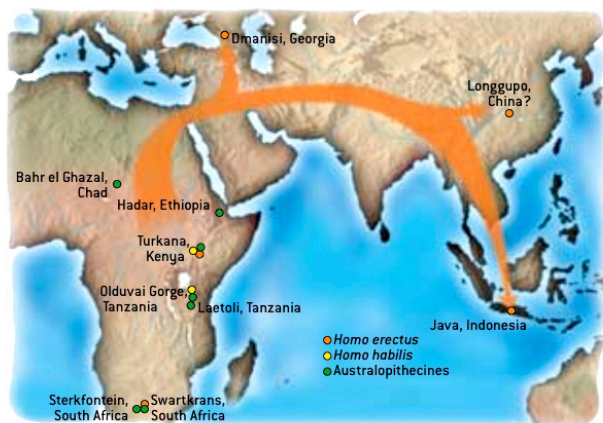 Dmanisi, Georgia
Longgupo,
China?
Bahr el Ghazal,
Chad
Hadar, Ethiopia
Turkana,
Kenya
Olduvai Gorge,
Tanzania
Laetoli, Tanzania
Java, Indonesia
Homo erectus
Homo habilis
Australopithecines
Sterkfontein,
South Africa
Swartkrans,
South Africa